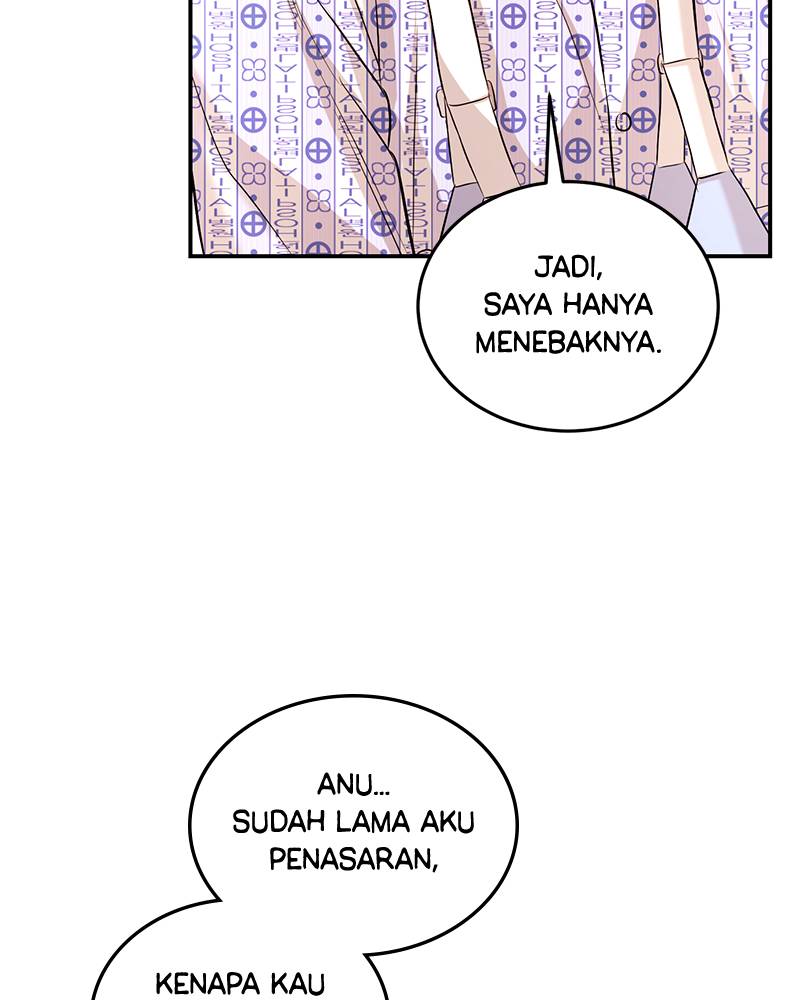 JADI,
SAYA HANYA
MENEBAKNYA.
ANU...
SUDAH LAMA AKU
PENASARAN,
KENAPA KAU